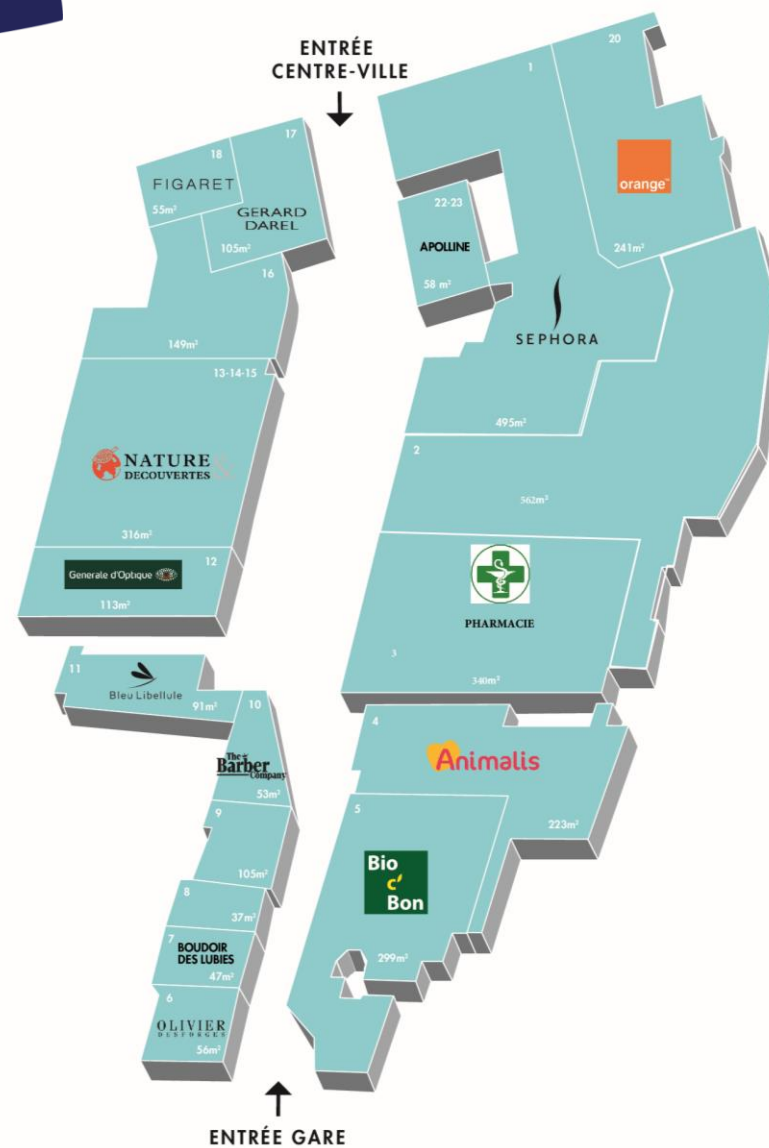 ENTRÉE
CENTRE-VILLE
18
FIGARET
55m²
17
GERARD
DAREL
105m²
16
149m²
13-14-15
NATURE &
DECOUVERTES
316m²
12
Generale d'Optique
113m²
11
Bleu Libellule
91m²
10
The
Barber
Company
53m²
9
105m²
8
37m²
7
BOUDOIR
DES LUBIES
47m²
6
OLIVIER
DESFORGES
56m²
1
20
orange™
241m²
22-23
APOLLINE
58 m²
SEPHORA
495m²
2
562m²
PHARMACIE
3
340m²
4
Animalis
223m²
5
Bio
c'
Bon
299m²
ENTRÉE GARE